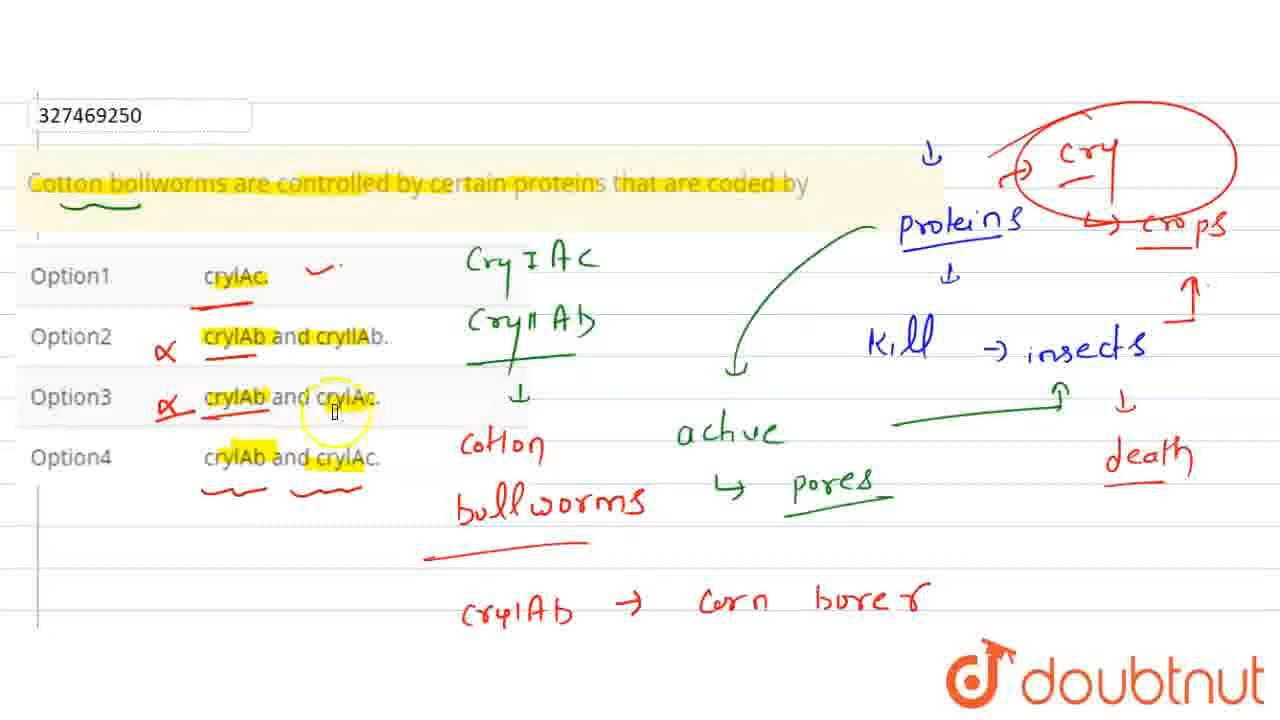 327469250
Cotton bollworms are controlled by certain proteins that are coded by
Option1 cryIAc.
Option2 cryIAb and cryIIAb.
Option3 cryIAb and cryIAc.
Option4 cryIAb and cryIAc.
Cry I Ac
Cry II Ab
↓
cotton
bollworms
cryIAb → Corn borer
↓
proteins
↓
Kill → insects
active
↳ pores
cry
↳ crops
↓
death
doubtnut